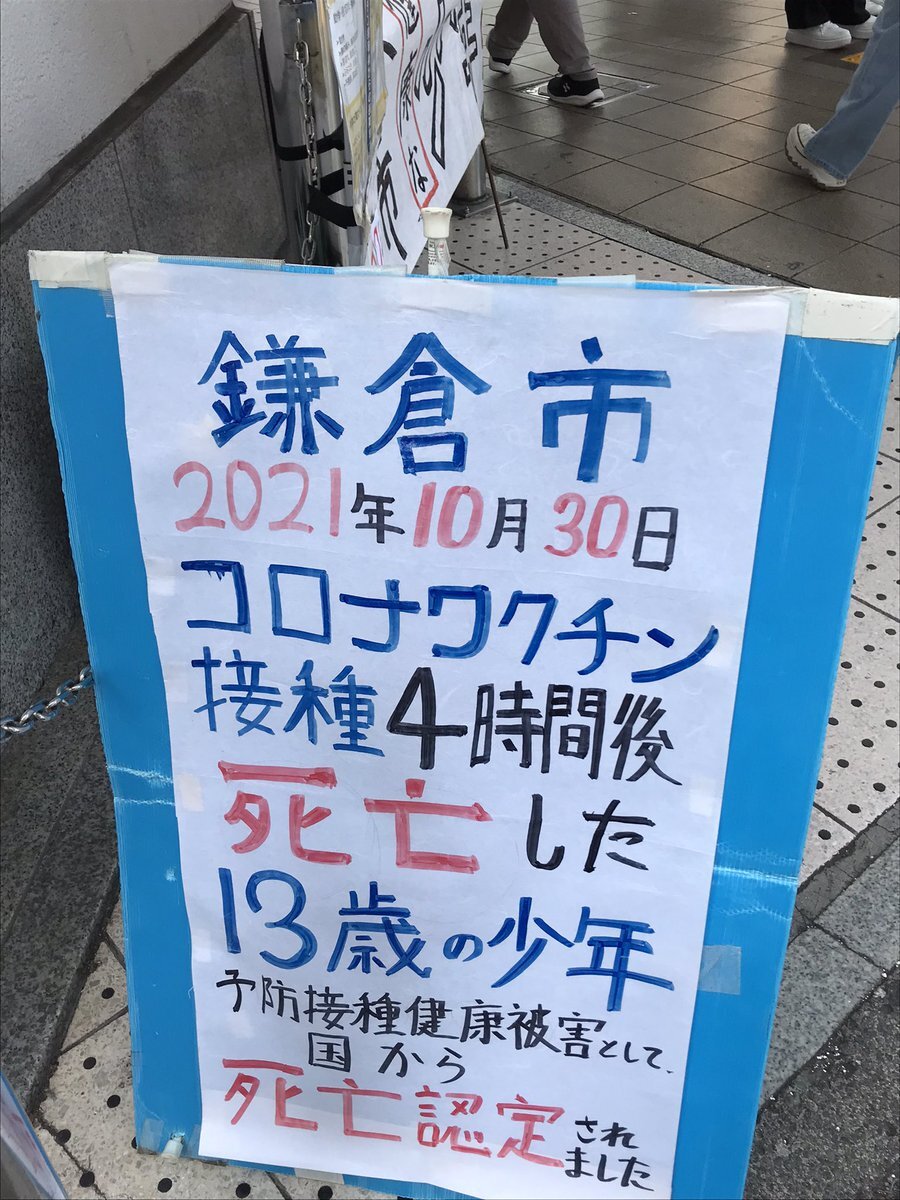 鎌倉市
2021年10月30日
コロナワクチン
接種4時間後
死亡した
13歳の少年
予防接種健康被害として、
国から
死亡認定され
ました